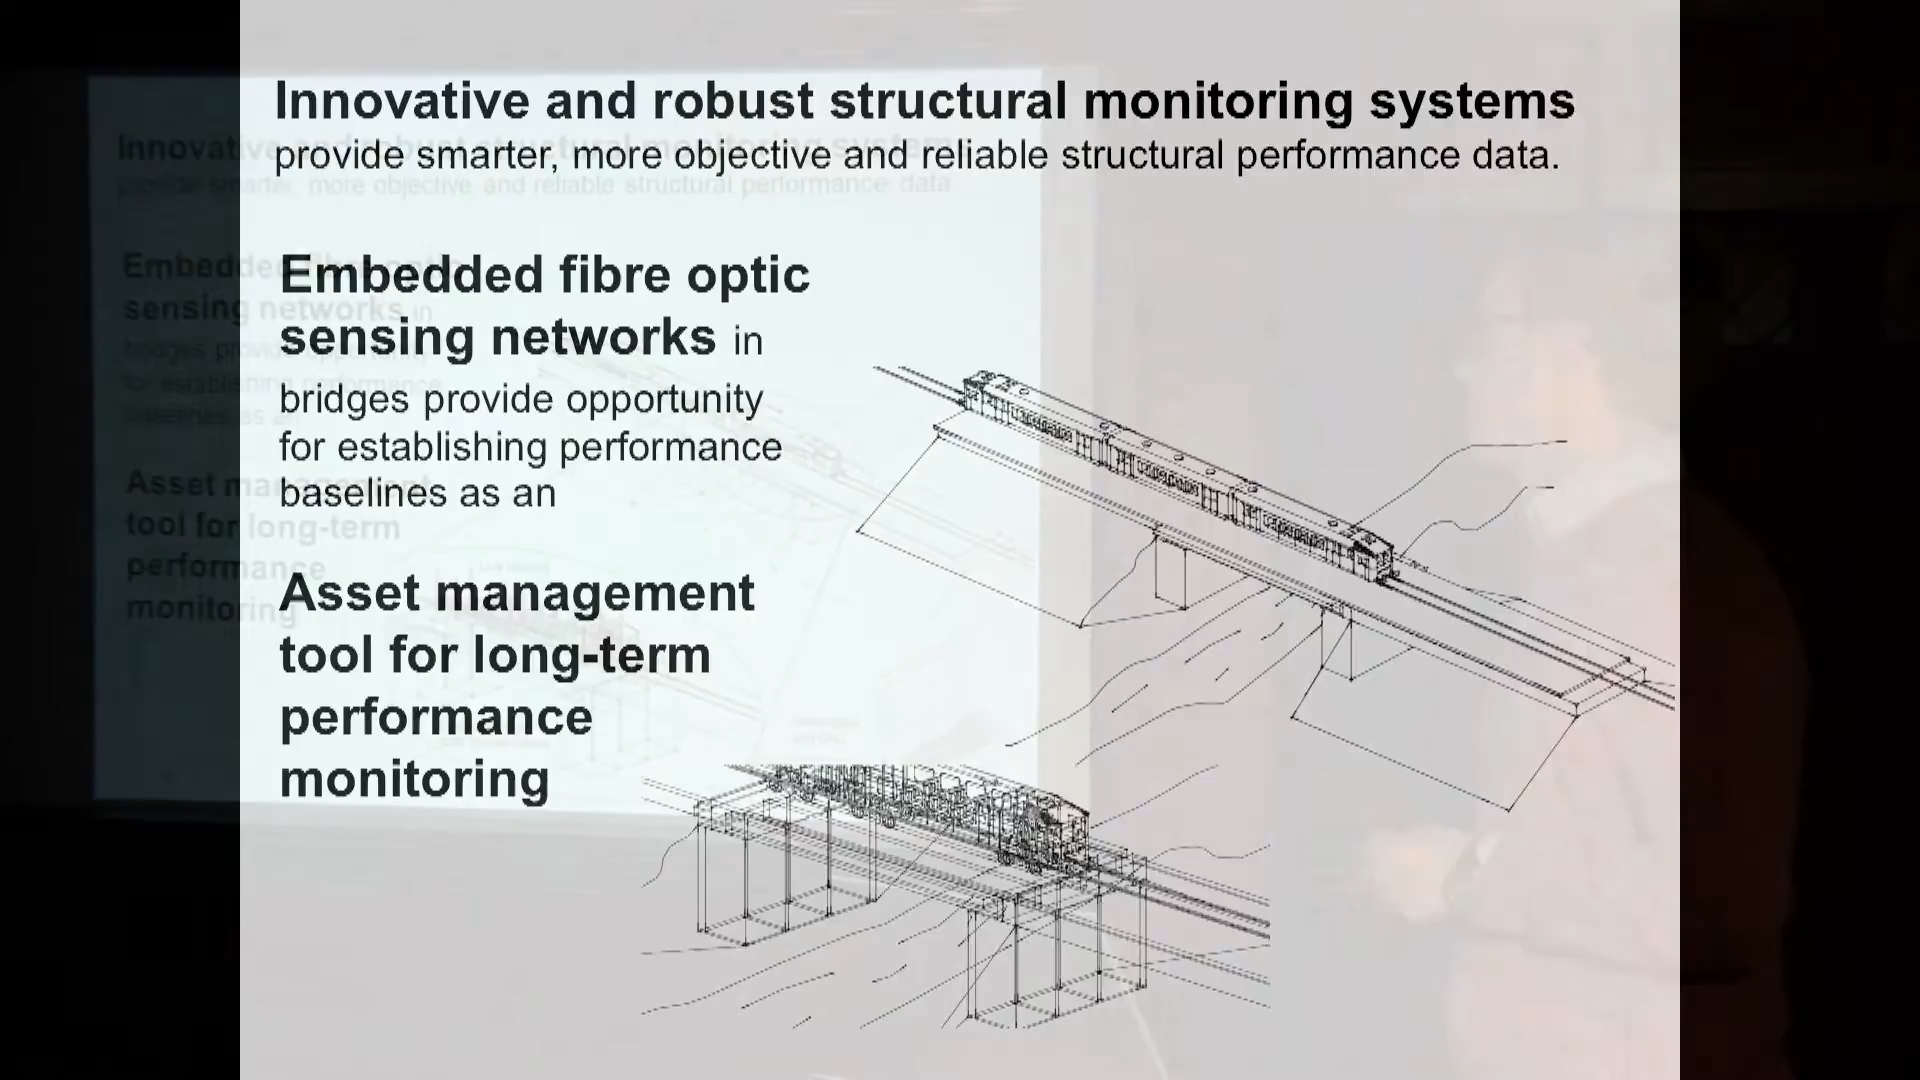 Innovative and robust structural monitoring systems
provide smarter, more objective and reliable structural performance data.
Embedded fibre optic
sensing networks in
bridges provide opportunity
for establishing performance
baselines as an
Asset management
tool for long-term
performance
monitoring